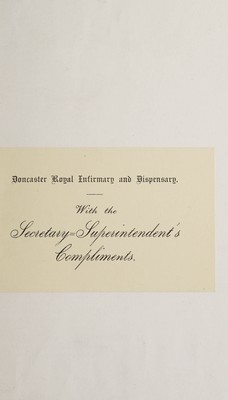 Doncaster Royal Infirmary and Dispensary.
With the
Secretary=Superintendent's
Compliments.